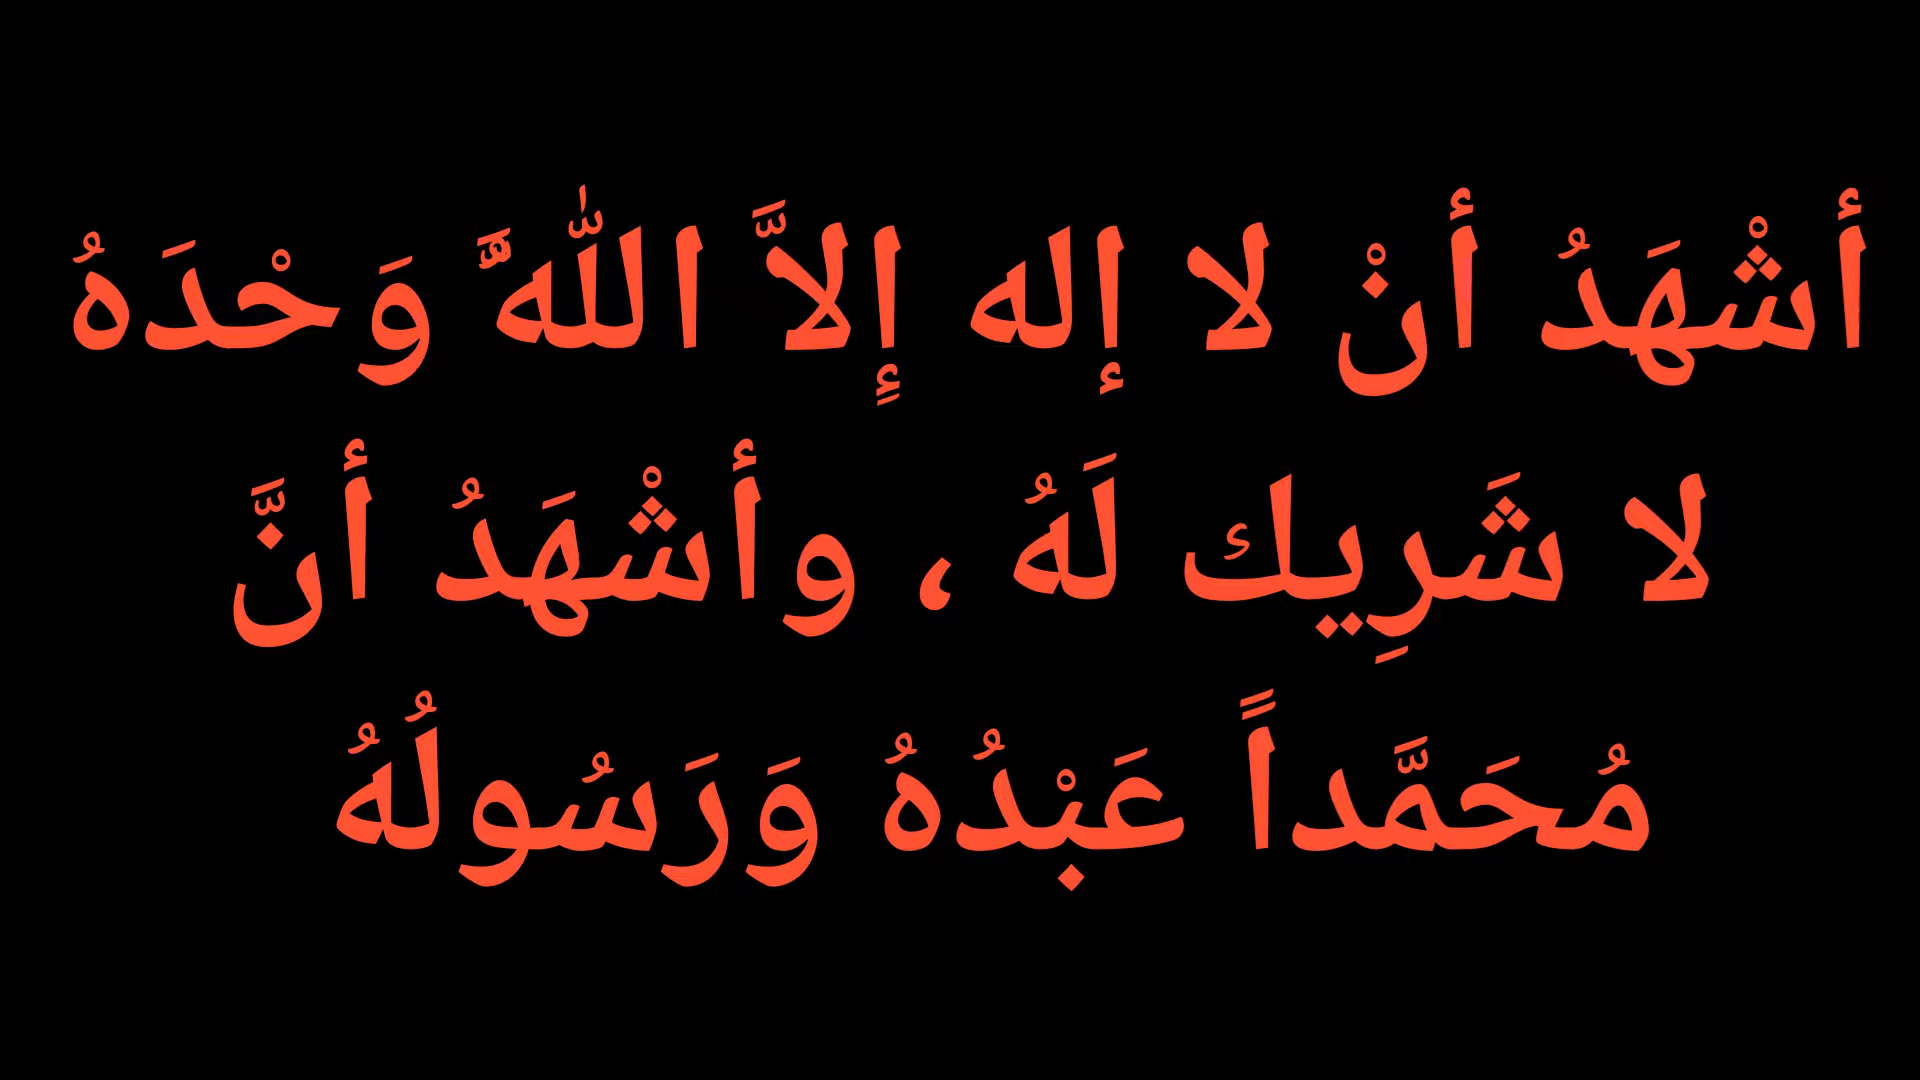 أشْهَدُ أنْ لا إله إلاَّ اللهَُّ وَحْدَهُ
لا شَرِيك لَهُ ، وأشْهَدُ أنَّ
مُحَمَّداً عَبْدُهُ وَرَسُولُهُ